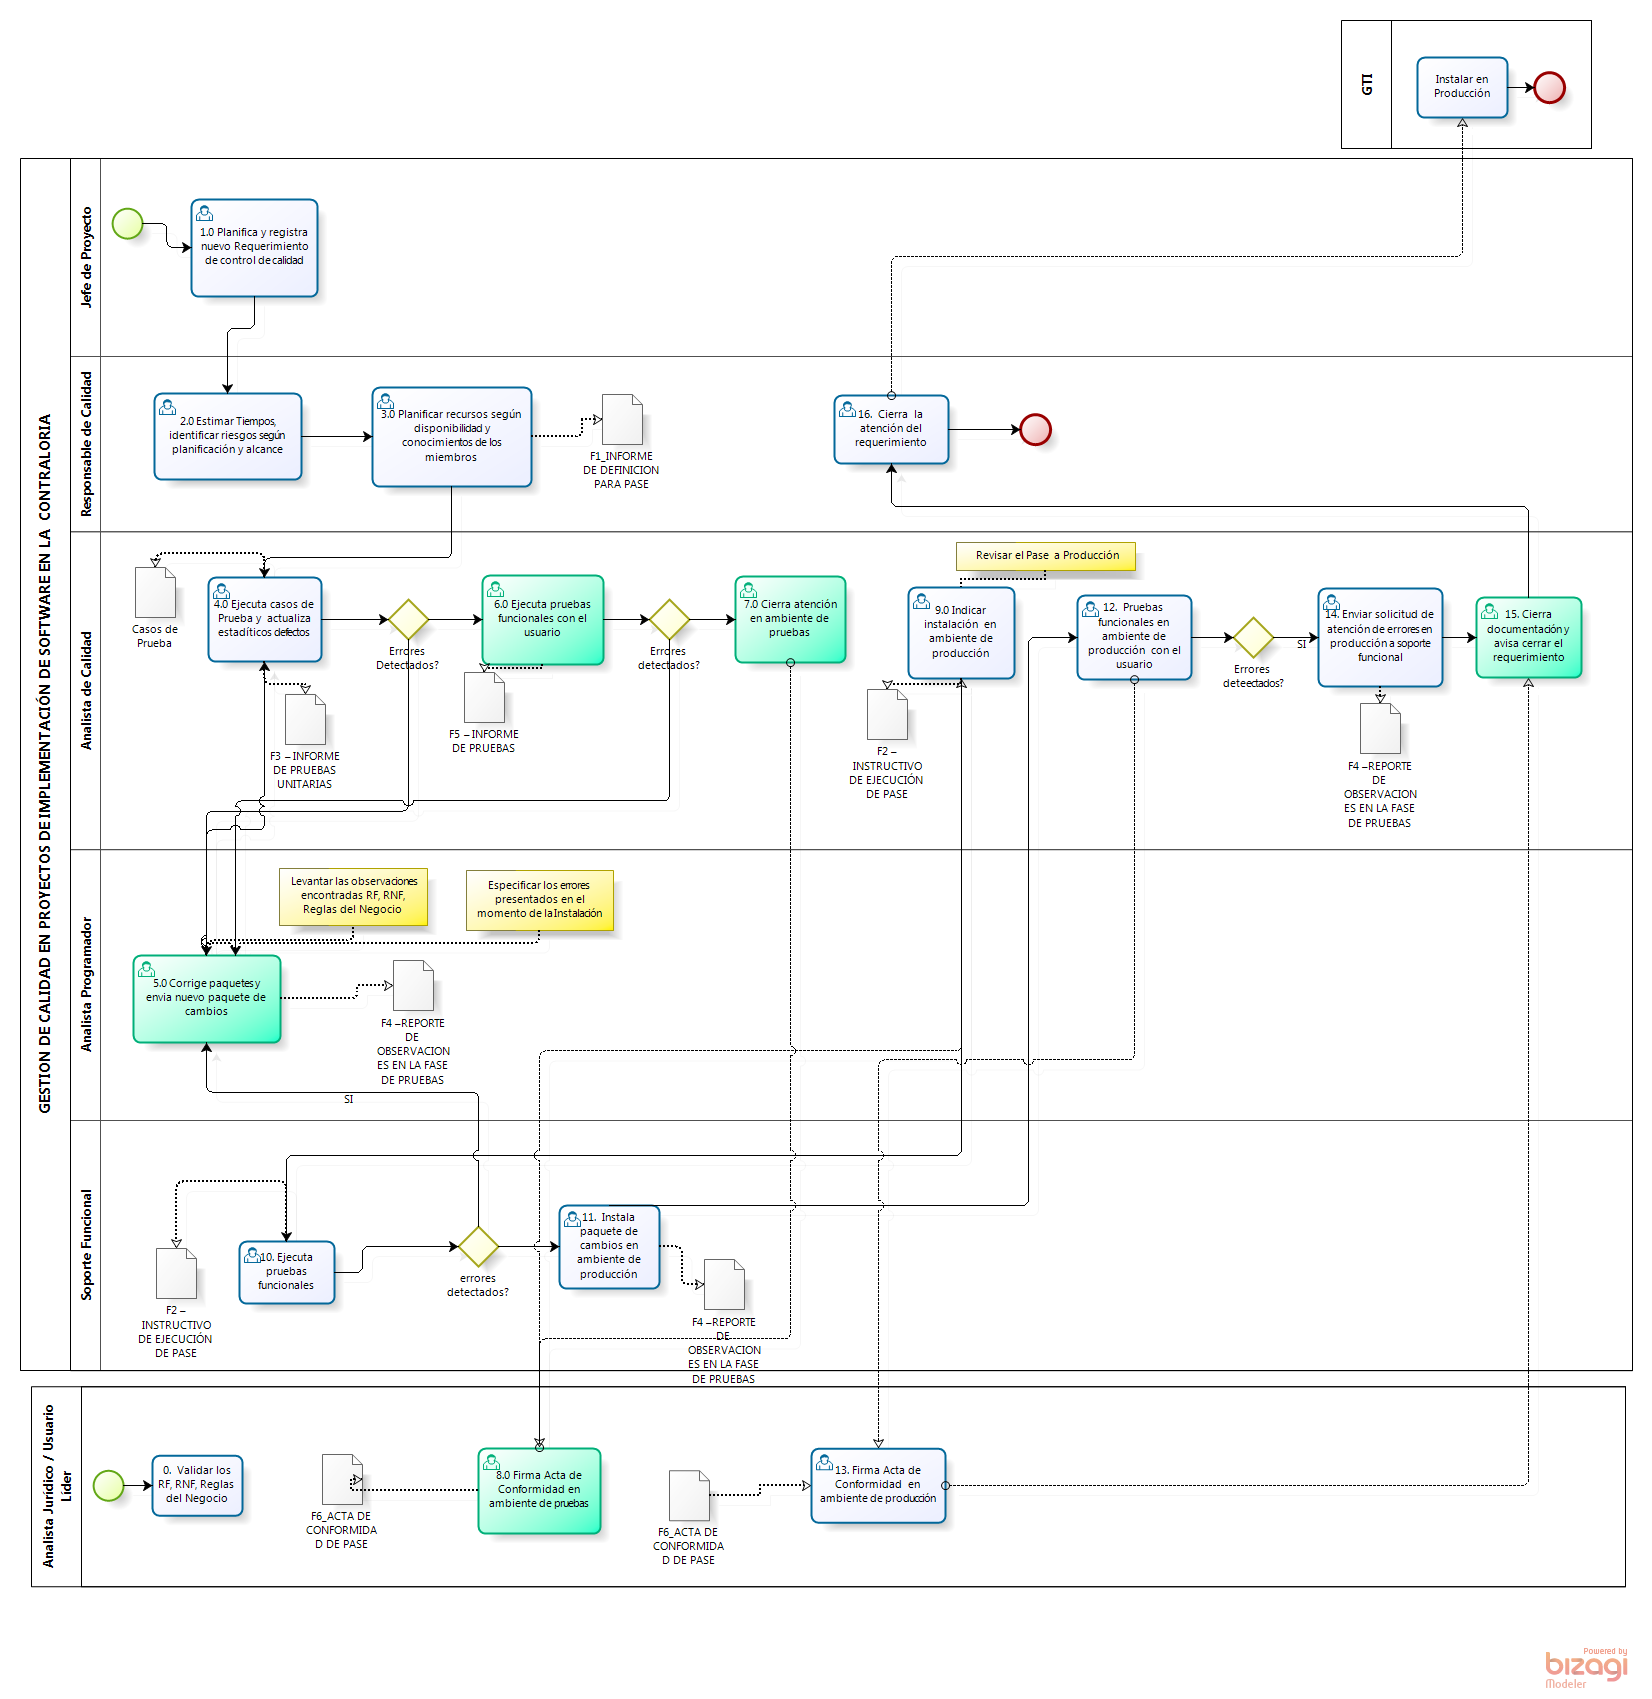 GTI
Instalar en
Producción
GESTION DE CALIDAD EN PROYECTOS DE IMPLEMENTACIÓN DE SOFTWARE EN LA CONTRALORIA
Jefe de Proyecto
1.0 Planifica y registra
nuevo Requerimiento
de control de calidad
Responsable de Calidad
2.0 Estimar Tiempos,
identificar riesgos según
planificación y alcance
3.0 Planificar recursos según
disponibilidad y
conocimientos de los
miembros
F1_INFORME
DE DEFINICION
PARA PASE
16. Cierra la
atención del
requerimiento
Analista de Calidad
Casos de
Prueba
4.0 Ejecuta casos de
Prueba y actualiza
estadíticos defectos
F3 – INFORME
DE PRUEBAS
UNITARIAS
Errores
Detectados?
6.0 Ejecuta pruebas
funcionales con el
usuario
F5 – INFORME
DE PRUEBAS
Errores
detectados?
7.0 Cierra atención
en ambiente de
pruebas
Revisar el Pase a Producción
9.0 Indicar
instalación en
ambiente de
producción
F2 –
INSTRUCTIVO
DE EJECUCIÓN
DE PASE
12. Pruebas
funcionales en
ambiente de
producción con el
usuario
Errores
deteectados?
SI
14. Enviar solicitud de
atención de errores en
producción a soporte
funcional
F4 –REPORTE
DE
OBSERVACION
ES EN LA FASE
DE PRUEBAS
15. Cierra
documentación y
avisa cerrar el
requerimiento
Analista Programador
Levantar las observaciones
encontradas RF, RNF,
Reglas del Negocio
Especificar los errores
presentados en el
momento de la Instalación
5.0 Corrige paquetes y
envia nuevo paquete de
cambios
F4 –REPORTE
DE
OBSERVACION
ES EN LA FASE
DE PRUEBAS
SI
Soporte Funcional
F2 –
INSTRUCTIVO
DE EJECUCIÓN
DE PASE
10. Ejecuta
pruebas
funcionales
errores
detectados?
11. Instala
paquete de
cambios en
ambiente de
producción
F4 –REPORTE
DE
OBSERVACION
ES EN LA FASE
DE PRUEBAS
Analista Jurídico / Usuario
Líder
0. Validar los
RF, RNF, Reglas
del Negocio
F6_ACTA DE
CONFORMIDA
D DE PASE
8.0 Firma Acta de
Conformidad en
ambiente de pruebas
F6_ACTA DE
CONFORMIDA
D DE PASE
13. Firma Acta de
Conformidad en
ambiente de producción
Powered by
bizagi
Modeler